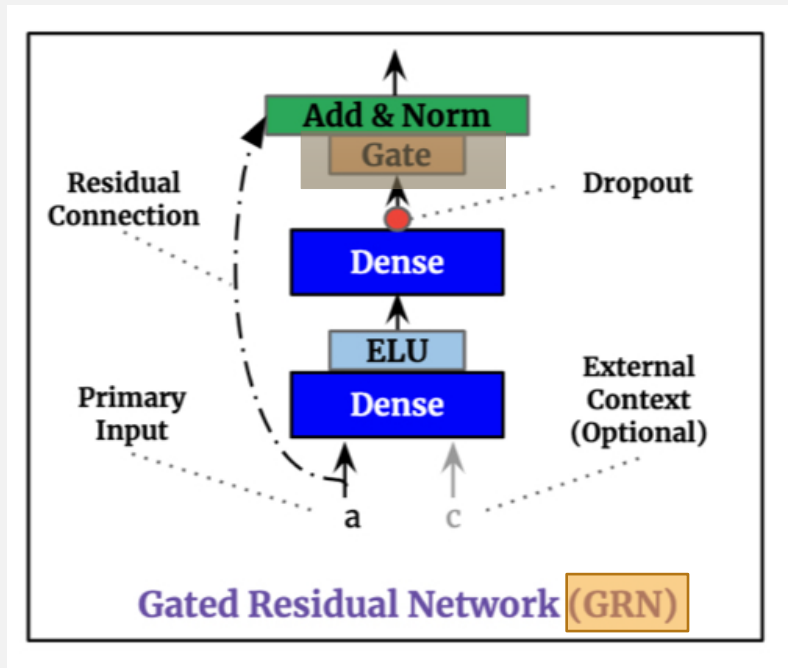 Add & Norm
Gate
Residual
Connection
Dropout
Dense
ELU
Dense
Primary
Input
External
Context
(Optional)
a
c
Gated Residual Network (GRN)